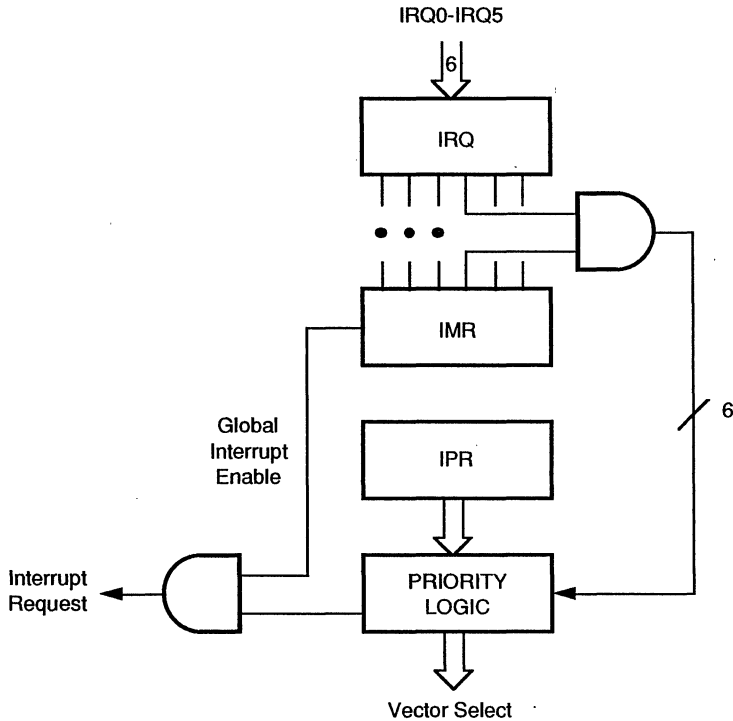 IRQ0-IRQ5
6
IRQ
IMR
6
Global
Interrupt
Enable
IPR
Interrupt
Request
PRIORITY
LOGIC
Vector Select